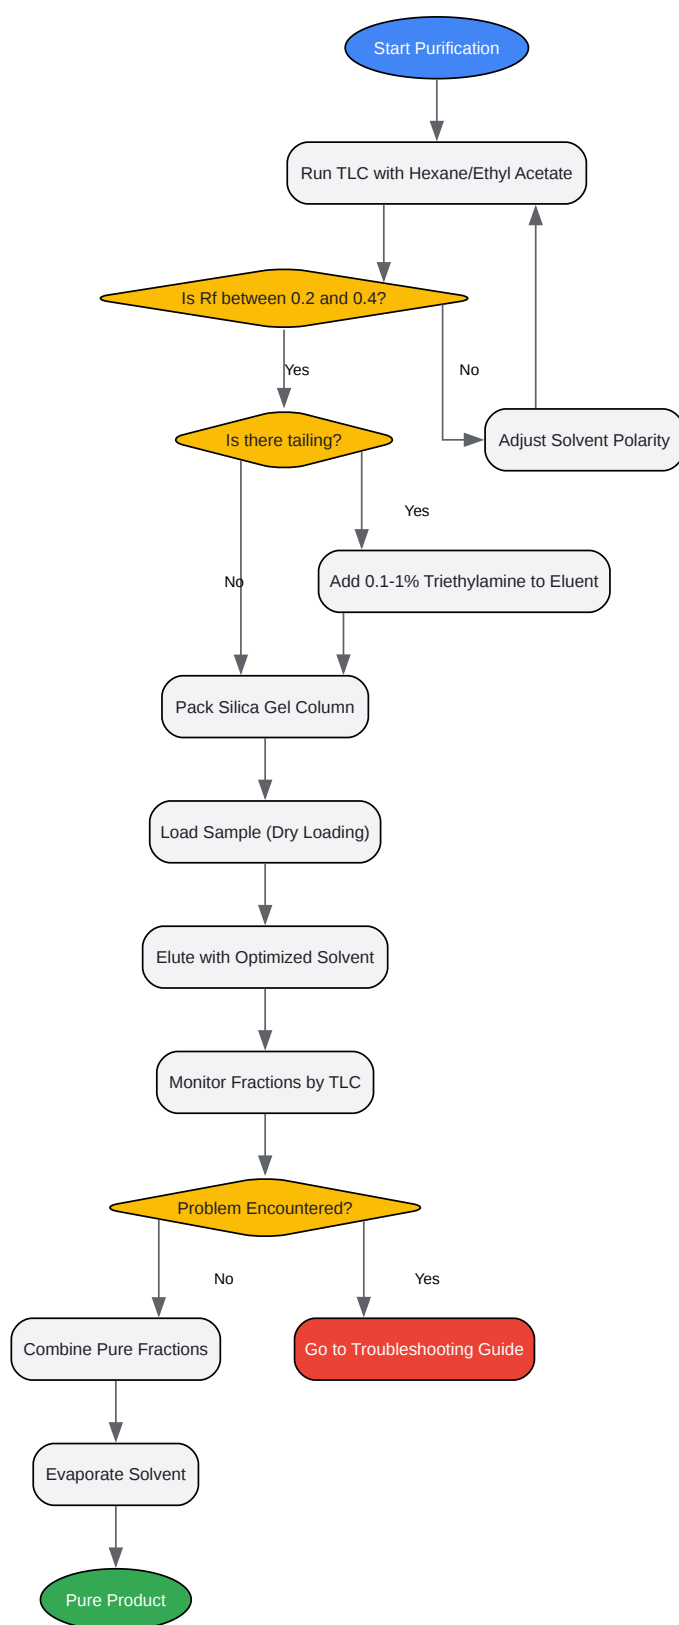 Start Purification
Run TLC with Hexane/Ethyl Acetate
Is Rf between 0.2 and 0.4?
Yes
No
Is there tailing?
Adjust Solvent Polarity
Yes
No
Add 0.1-1% Triethylamine to Eluent
Pack Silica Gel Column
Load Sample (Dry Loading)
Elute with Optimized Solvent
Monitor Fractions by TLC
Problem Encountered?
No
Yes
Combine Pure Fractions
Go to Troubleshooting Guide
Evaporate Solvent
Pure Product